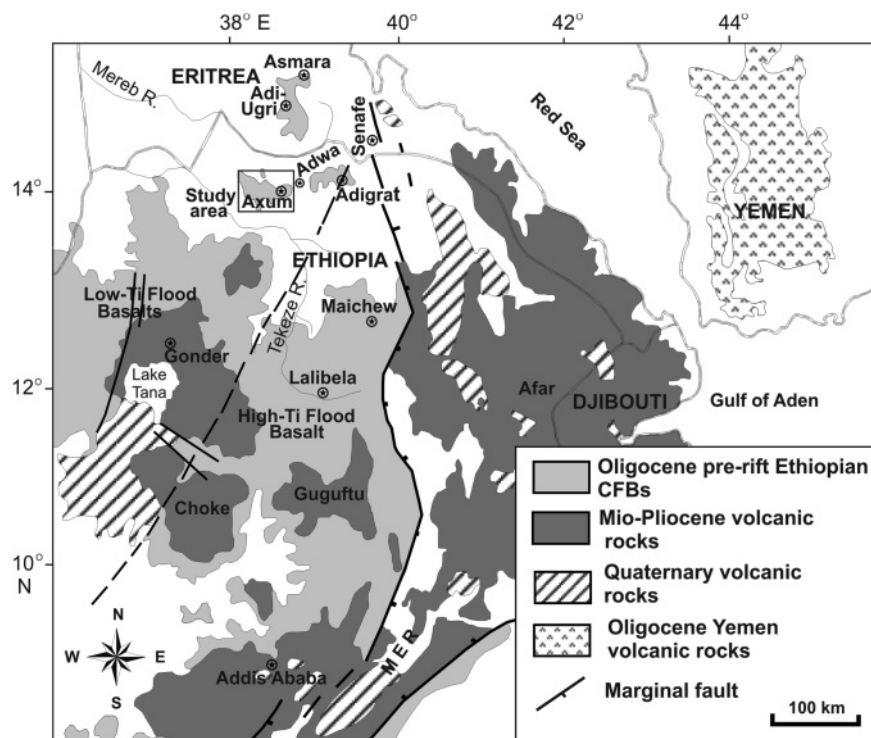 38° E
40°
42°
44°
Asmara
ERITREA
Mereb R.
Adi-
Ugri
Senafe
Red Sea
Adwa
14°
Study
area
Axum
Adigrat
YEMEN
ETHIOPIA
Low-Ti Flood
Basalts
Tekeze R.
Maichew
Gonder
Lake
Tana
12°
Lalibela
Afar
DJIBOUTI
Gulf of Aden
High-Ti Flood
Basalt
Choke
Guguftu
10°
N
MER
Addis Ababa
N
W
E
S
Oligocene pre-rift Ethiopian
CFBs
Mio-Pliocene volcanic
rocks
Quaternary volcanic
rocks
Oligocene Yemen
volcanic rocks
Marginal fault
100 km